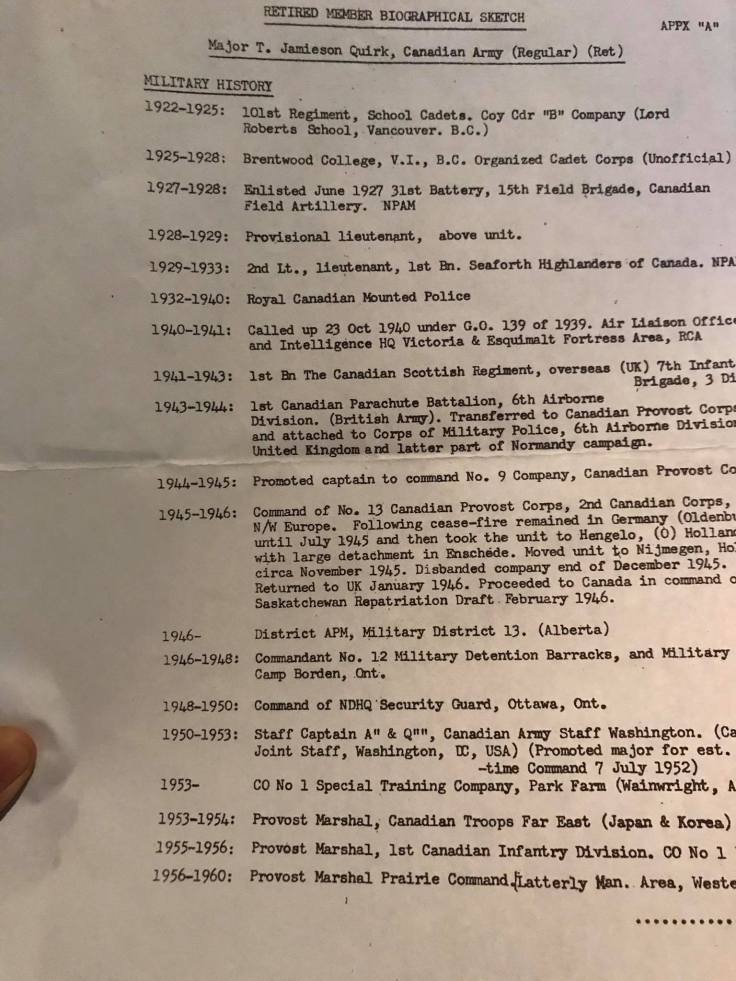 RETIRED MEMBER BIOGRAPHICAL SKETCH
APPX "A"
Major T. Jamieson Quirk, Canadian Army (Regular) (Ret)
MILITARY HISTORY
1922-1925: 101st Regiment, School Cadets. Coy Cdr "B" Company (Lord
Roberts School, Vancouver. B.C.)
1925-1928: Brentwood College, V.I., B.C. Organized Cadet Corps (Unofficial)
1927-1928: Enlisted June 1927 31st Battery, 15th Field Brigade, Canadian
Field Artillery. NPAM
1928-1929: Provisional lieutenant, above unit.
1929-1933: 2nd Lt., lieutenant, 1st Bn. Seaforth Highlanders of Canada. NPA
1932-1940: Royal Canadian Mounted Police
1940-1941: Called up 23 Oct 1940 under G.O. 139 of 1939. Air Liaison Office
and Intelligence HQ Victoria & Esquimalt Fortress Area, RCA
1941-1943: 1st Bn The Canadian Scottish Regiment, overseas (UK) 7th Infant
Brigade, 3 Di
1943-1944: 1st Canadian Parachute Battalion, 6th Airborne
Division. (British Army). Transferred to Canadian Provost Corps
and attached to Corps of Military Police, 6th Airborne Divisio
United Kingdom and latter part of Normandy campaign.
1944-1945: Promoted captain to command No. 9 Company, Canadian Provost Co
1945-1946: Command of No. 13 Canadian Provost Corps, 2nd Canadian Corps,
N/W Europe. Following cease-fire remained in Germany (Oldenbu
until July 1945 and then took the unit to Hengelo, (O) Holland
with large detachment in Enschede. Moved unit to Nijmegen, Ho
circa November 1945. Disbanded company end of December 1945.
Returned to UK January 1946. Proceeded to Canada in command o
Saskatchewan Repatriation Draft February 1946.
1946- District APM, Military District 13. (Alberta)
1946-1948: Commandant No. 12 Military Detention Barracks, and Military
Camp Borden, Ont.
1948-1950: Command of NDHQ Security Guard, Ottawa, Ont.
1950-1953: Staff Captain A" & Q"", Canadian Army Staff Washington. (Ca
Joint Staff, Washington, DC, USA) (Promoted major for est.
-time Command 7 July 1952)
1953- CO No 1 Special Training Company, Park Farm (Wainwright, A
1953-1954: Provost Marshal, Canadian Troops Far East (Japan & Korea)
1955-1956: Provost Marshal, 1st Canadian Infantry Division. CO No 1
1956-1960: Provost Marshal Prairie Command. Latterly Man. Area, Weste
...........